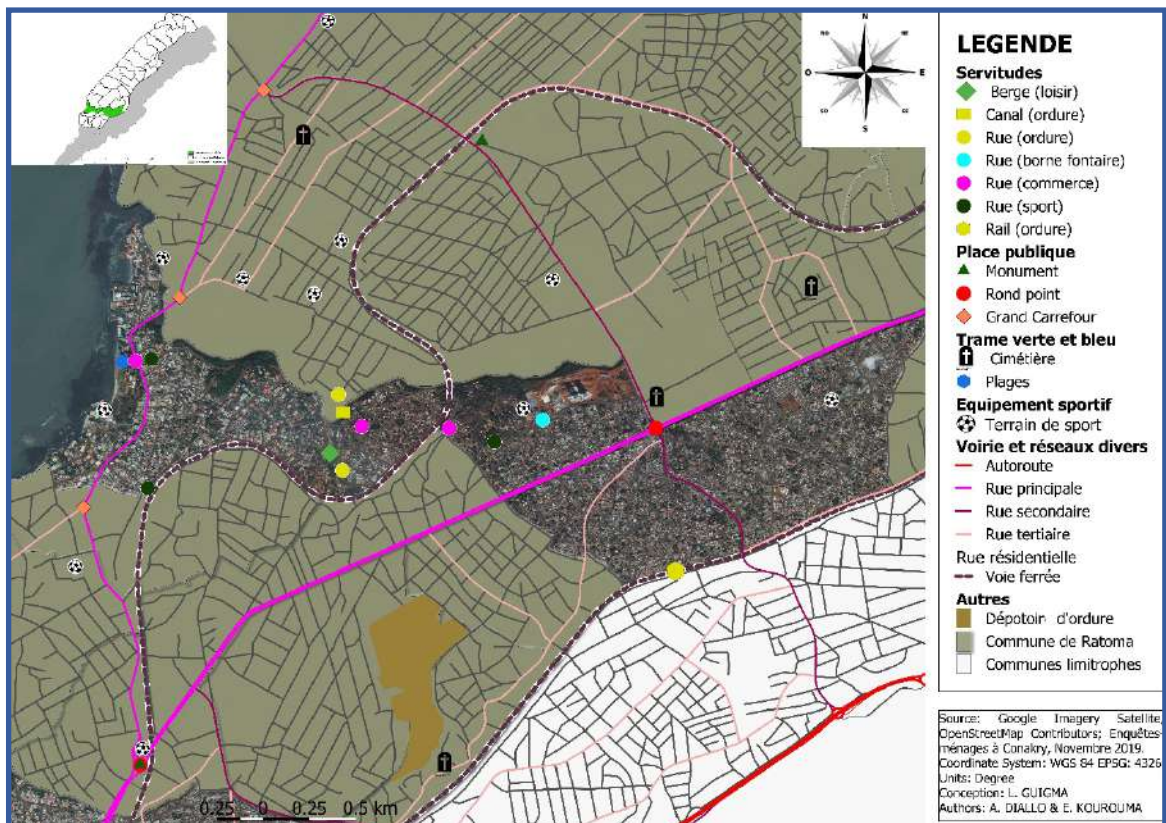 N
NO
NE
O
E
SO
SE
S
0.25 0 0.25 0.5 km
LEGENDE
Servitudes
Berge (loisir)
Canal (ordure)
Rue (ordure)
Rue (borne fontaire)
Rue (commerce)
Rue (sport)
Rail (ordure)
Place publique
Monument
Rond point
Grand Carrefour
Trame verte et bleu
Cimétière
Plages
Equipement sportif
Terrain de sport
Voirie et réseaux divers
Autoroute
Rue principale
Rue secondaire
Rue tertiaire
Rue résidentielle
Voie ferrée
Autres
Dépotoir d'ordure
Commune de Ratoma
Communes limitrophes
Source: Google Imagery Satellite,
OpenStreetMap Contributors; Enquêtes-
ménages à Conakry, Novembre 2019.
Coordinate System: WGS 84 EPSG: 4326
Units: Degree
Conception: L. GUIGMA
Authors: A. DIALLO & E. KOUROUMA